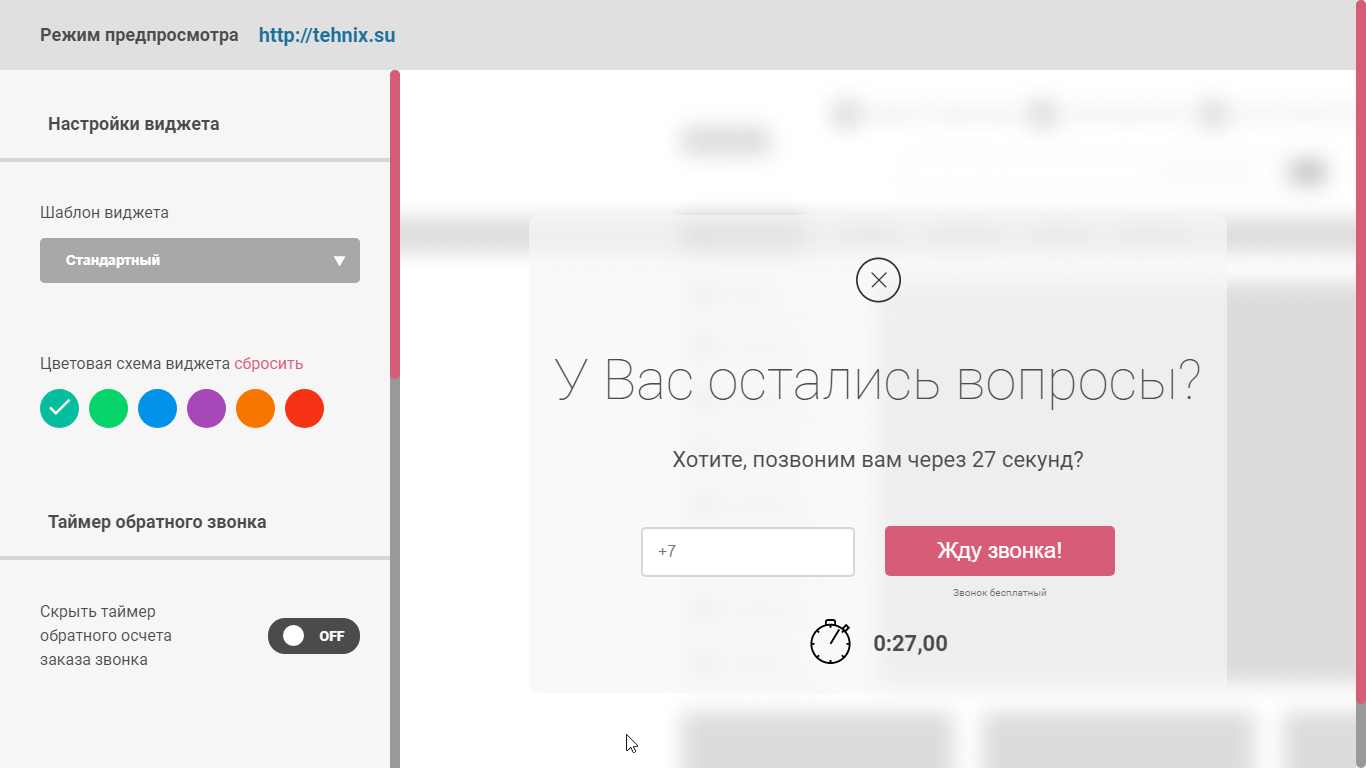 Режим предпросмотра http://tehnix.su
Настройки виджета
Шаблон виджета
Стандартный
Цветовая схема виджета сбросить
Таймер обратного звонка
Скрыть таймер
обратного осчета
заказа звонка
OFF
У Вас остались вопросы?
Хотите, позвоним вам через 27 секунд?
+7
Жду звонка!
Звонок бесплатный
0:27,00